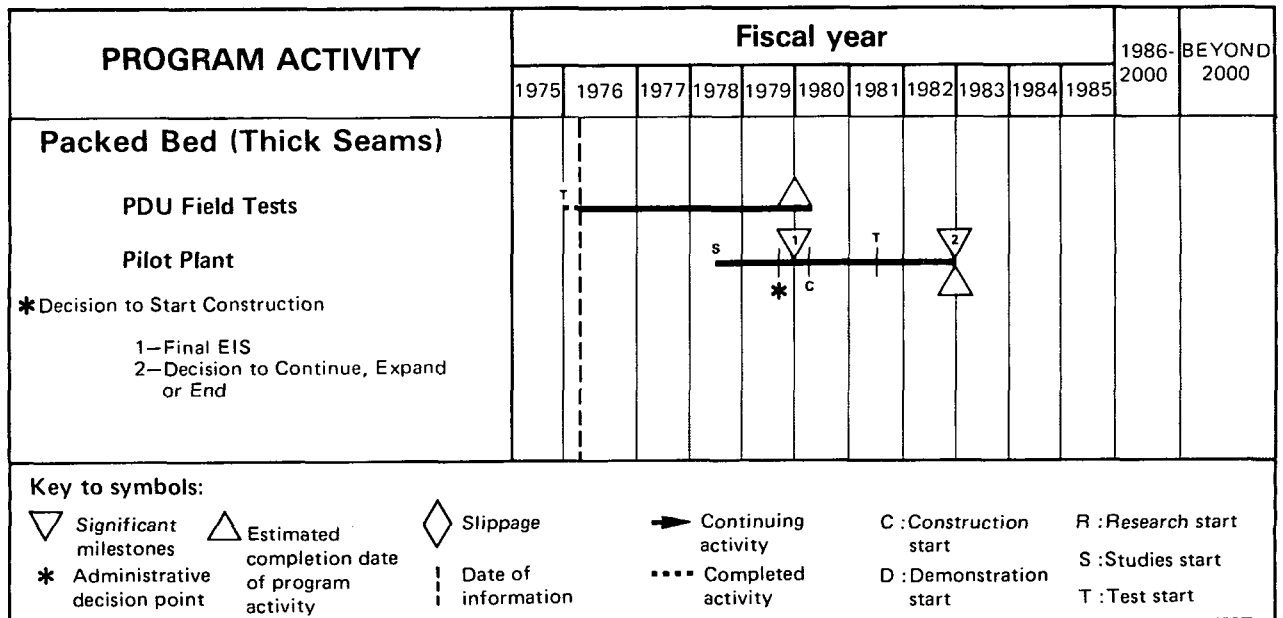 PROGRAM ACTIVITY
Fiscal year
1986-
2000
BEYOND
2000
1975 1976 1977 1978 1979 1980 1981 1982 1983 1984 1985
Packed Bed (Thick Seams)
T
PDU Field Tests
S 1 T 2
Pilot Plant
* C
*Decision to Start Construction
1—Final EIS
2—Decision to Continue, Expand
or End
Key to symbols:
Significant
milestones
* Administrative
decision point
Estimated
completion date
of program
activity
Slippage
Date of
information
Continuing
activity
Completed
activity
C :Construction
start
D :Demonstration
start
R :Research start
S :Studies start
T :Test start